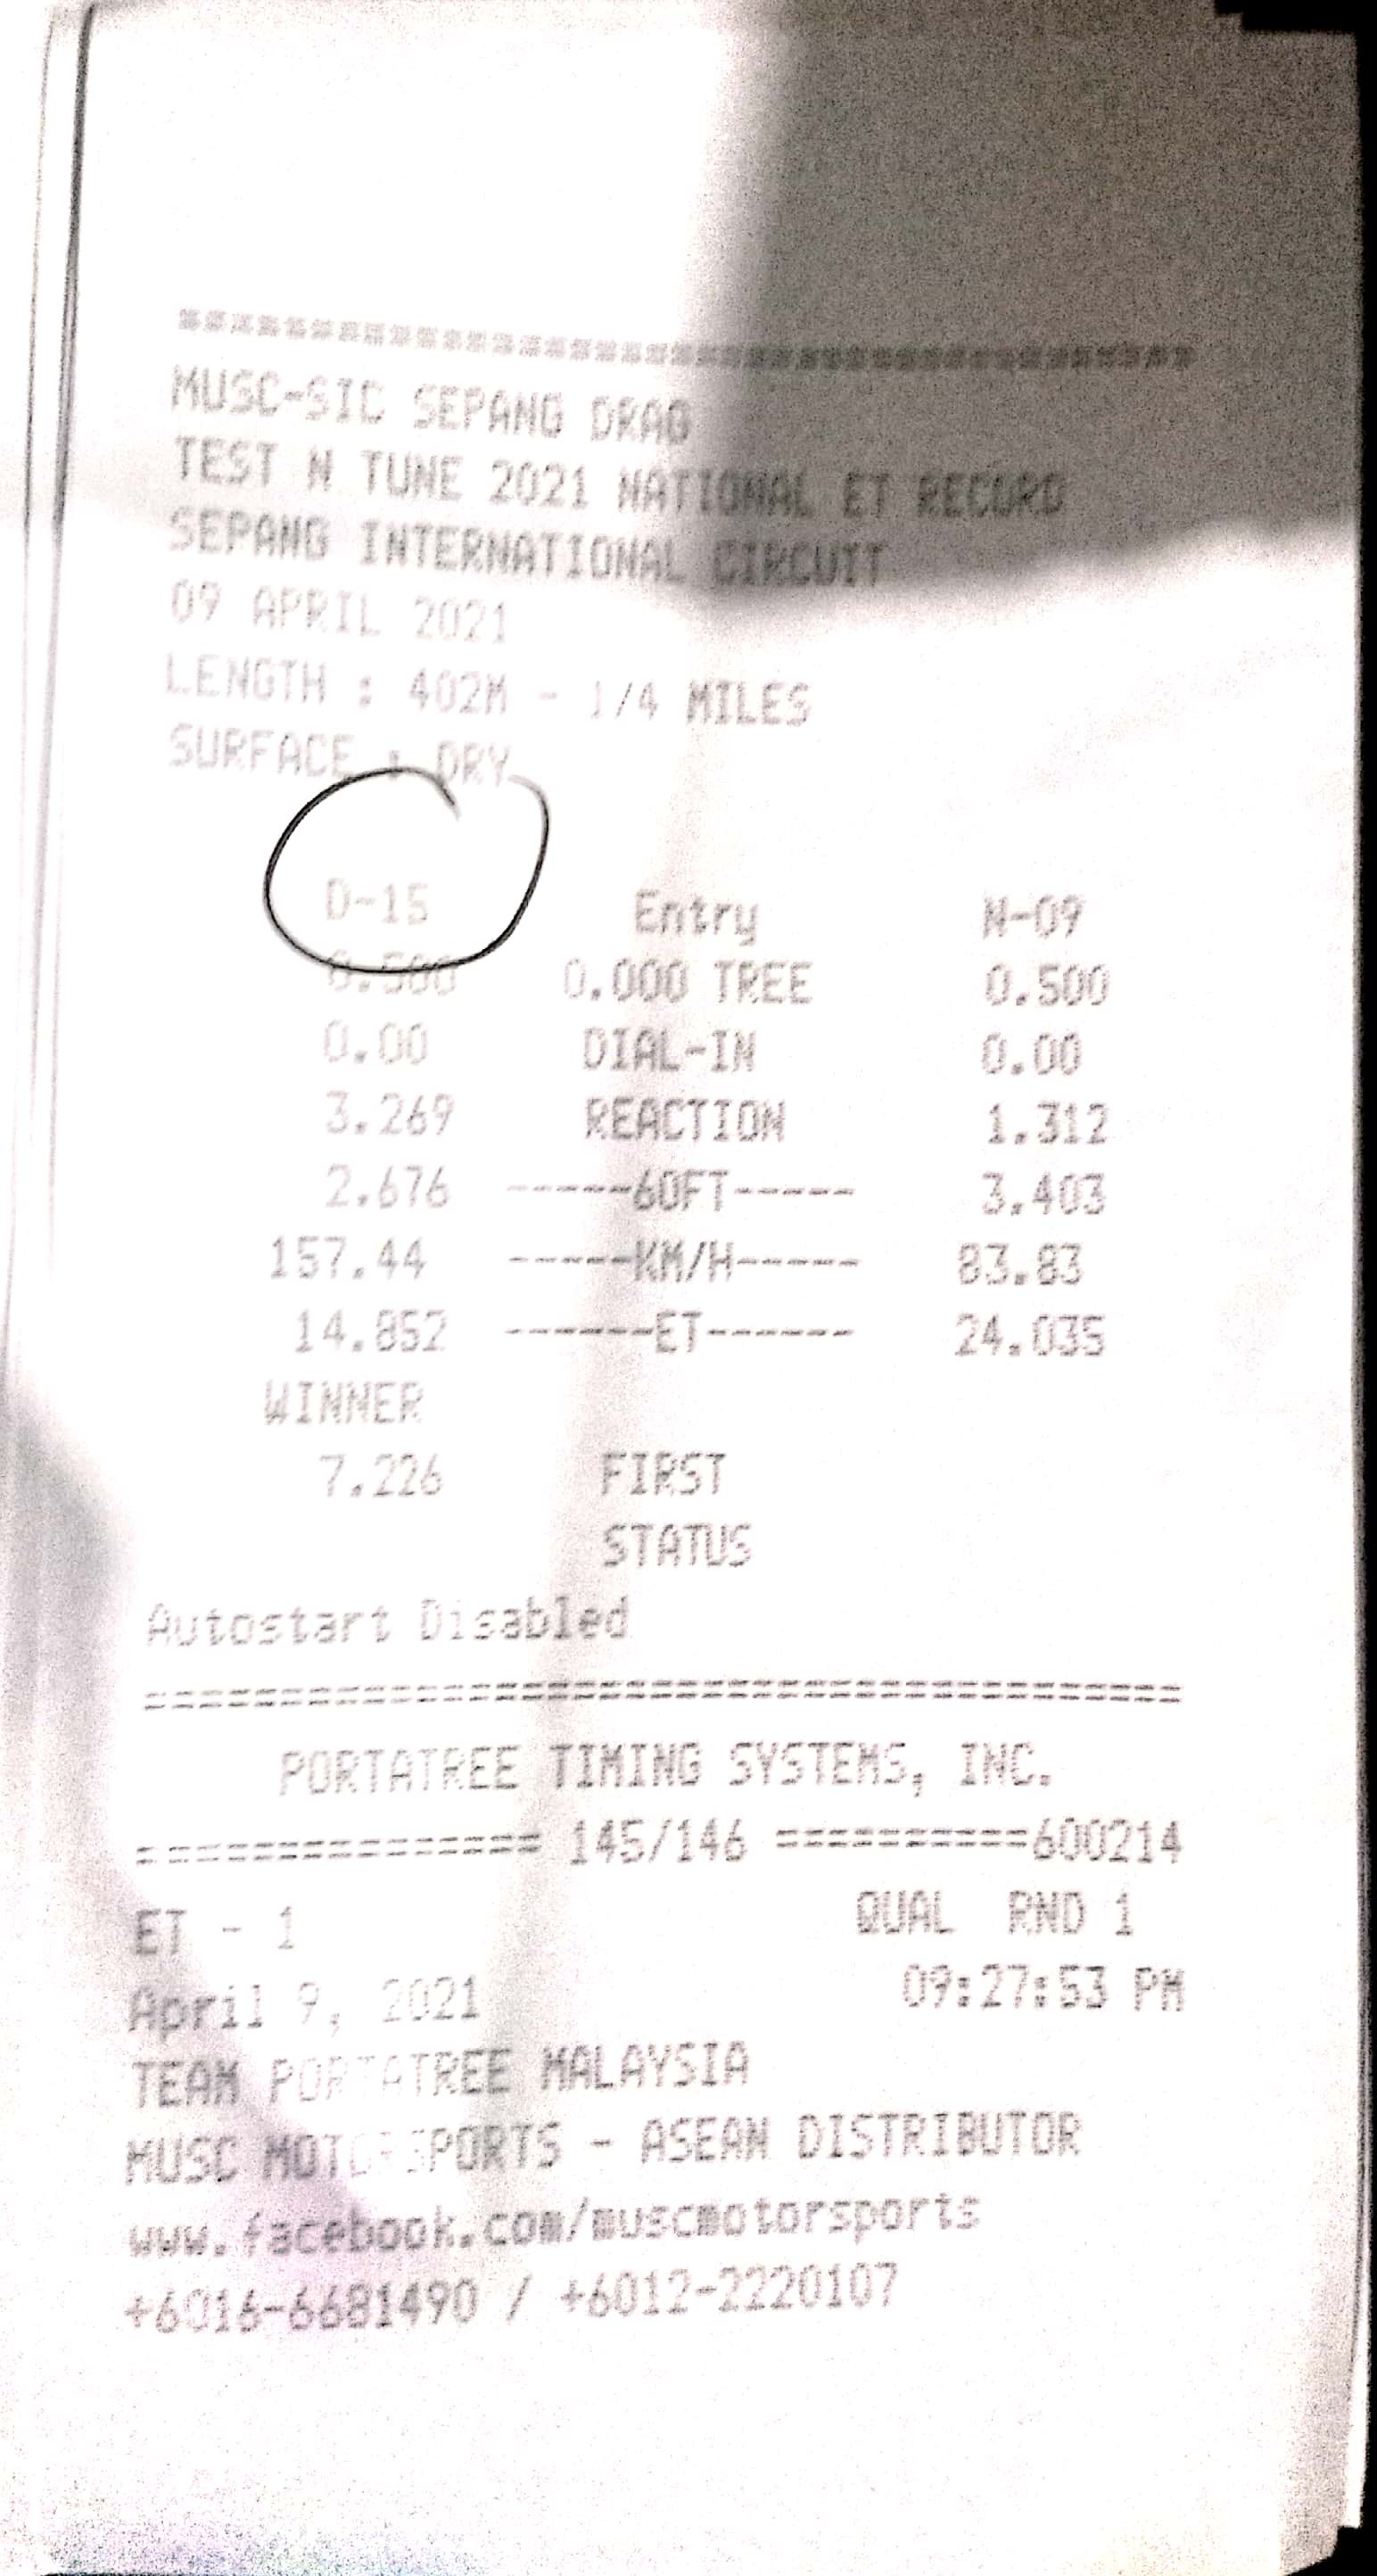 ========================================
MUSC-SIC SEPANG DRAG
TEST N TUNE 2021 NATIONAL ET RECORD
SEPANG INTERNATIONAL CIRCUIT
09 APRIL 2021
LENGTH : 402M - 1/4 MILES
SURFACE : DRY
D-15 Entry N-09
0.500 0.000 TREE 0.500
0.00 DIAL-IN 0.00
3.269 REACTION 1.312
2.676 -----60FT----- 3.403
157.44 -----KM/H----- 83.83
14.852 ------ET------ 24.035
WINNER
7.226 FIRST
STATUS
Autostart Disabled
========================================
PORTATREE TIMING SYSTEMS, INC.
=============== 145/146 ==========600214
ET - 1 QUAL RND 1
April 9, 2021 09:27:53 PM
TEAM PORTATREE MALAYSIA
MUSC MOTORSPORTS - ASEAN DISTRIBUTOR
www.facebook.com/muscmotorsports
+6016-6681490 / +6012-2220107